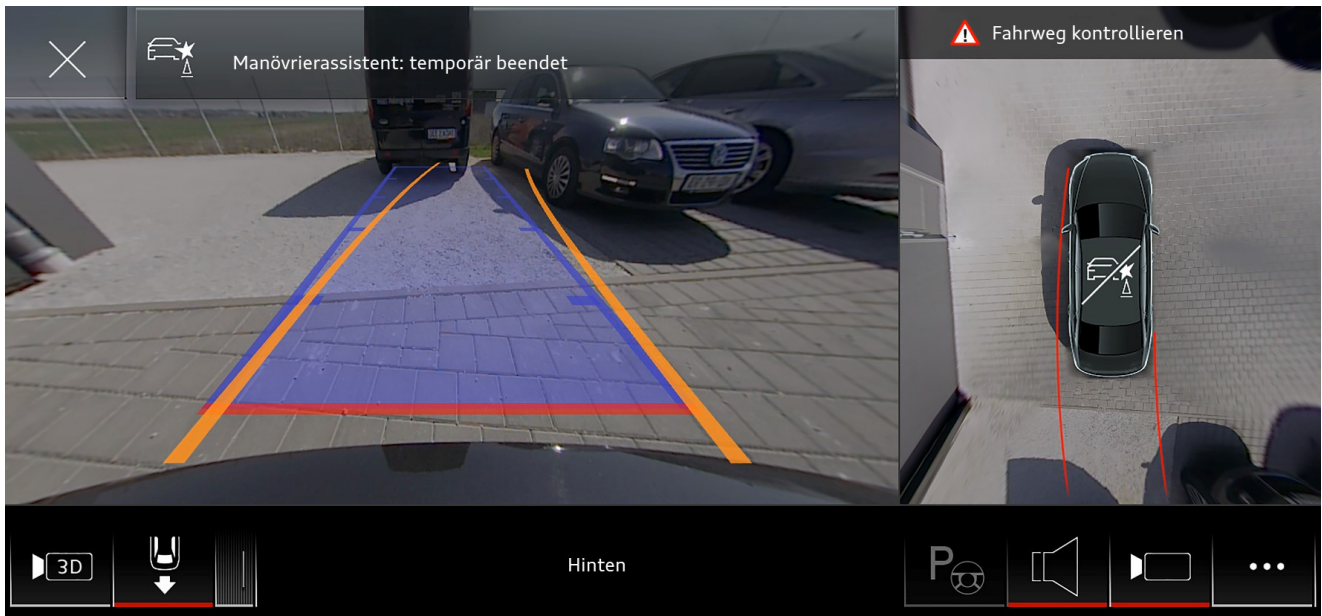 Manövrierassistent: temporär beendet
Fahrweg kontrollieren
3D
Hinten
P